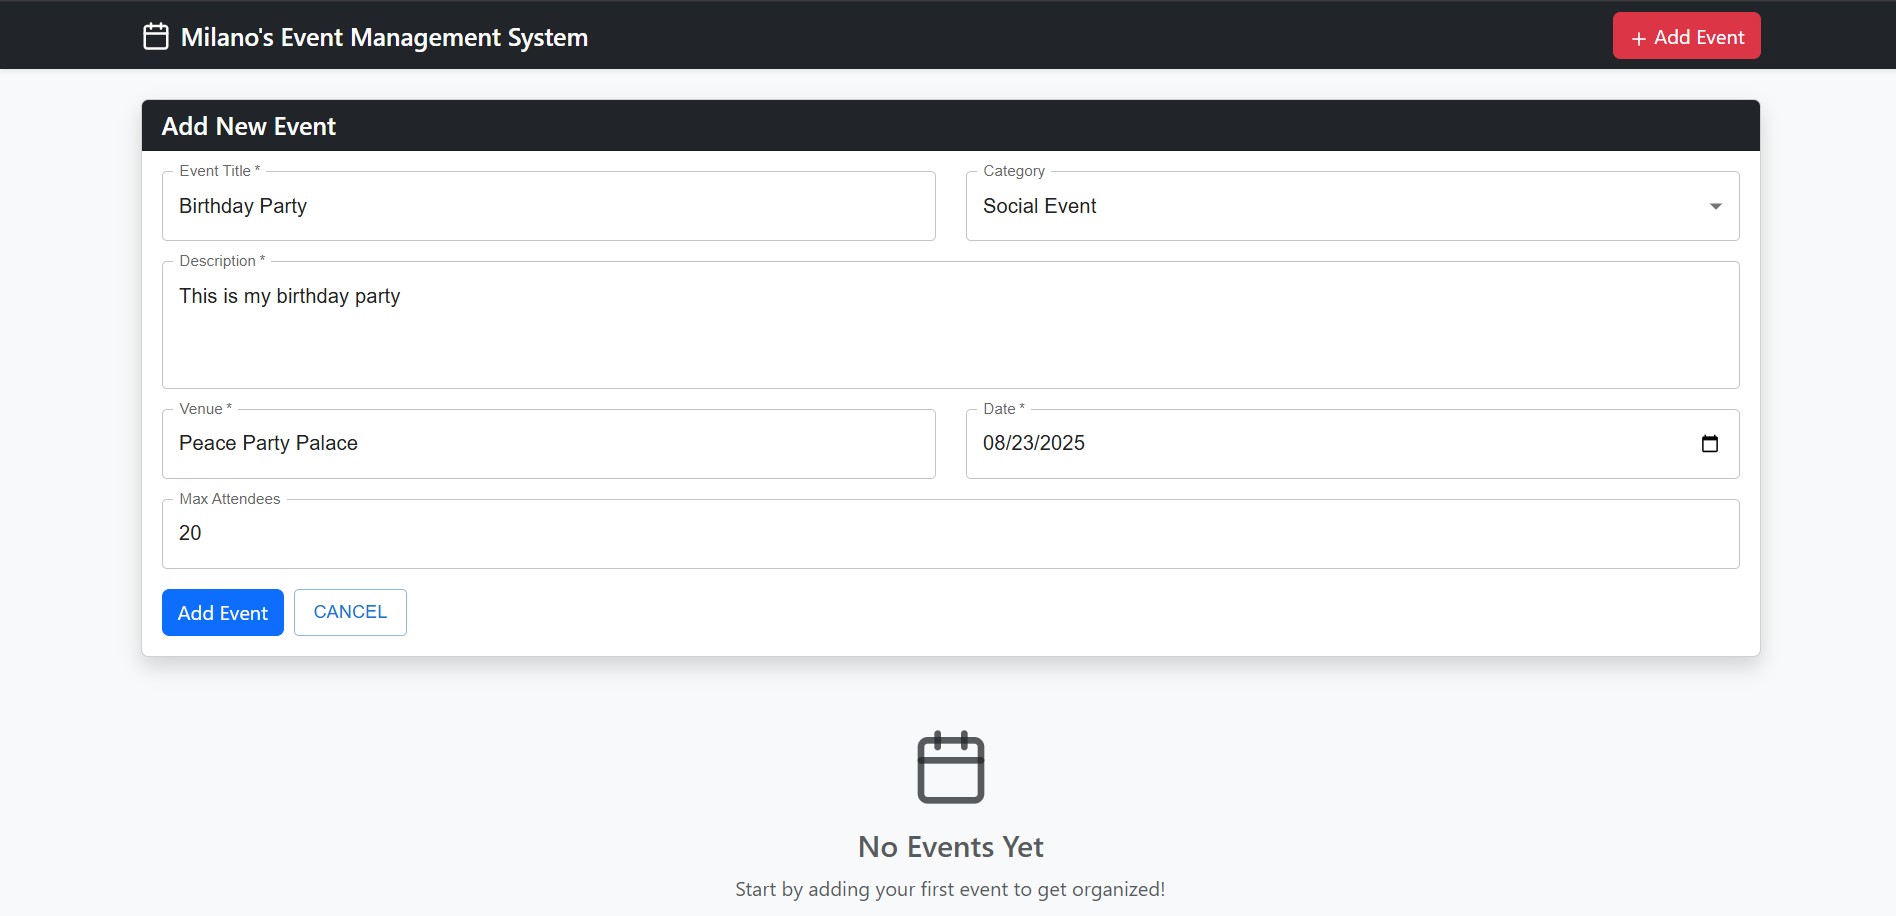 Milano's Event Management System
+ Add Event
Add New Event
Event Title *
Birthday Party
Category
Social Event
Description *
This is my birthday party
Venue *
Peace Party Palace
Date *
08/23/2025
Max Attendees
20
Add Event
CANCEL
No Events Yet
Start by adding your first event to get organized!